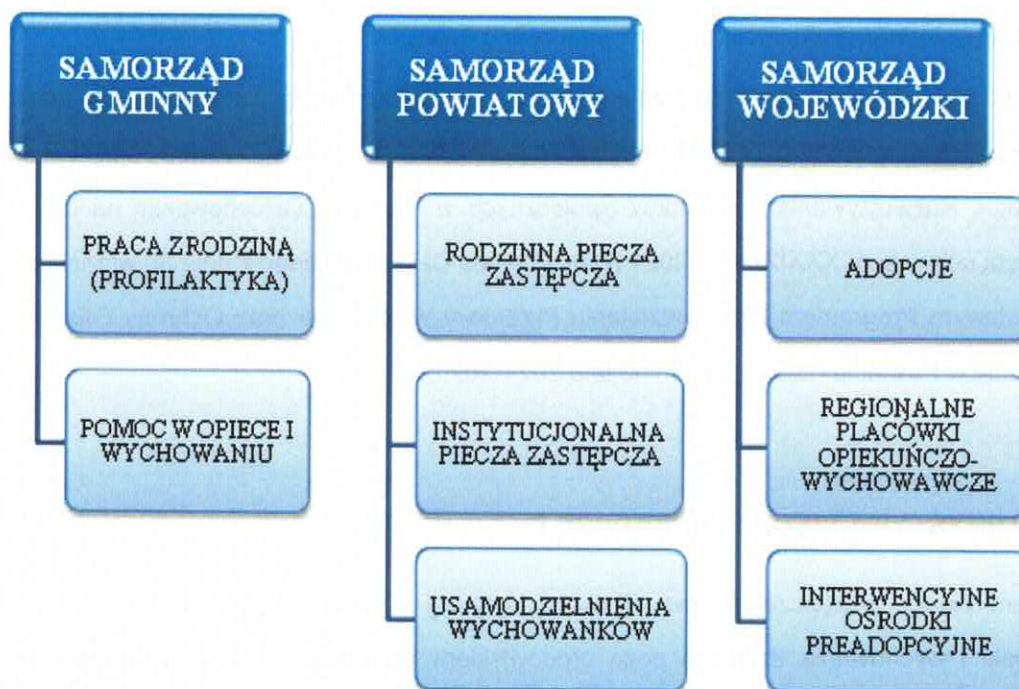 SAMORZĄD
GMINNY
PRACA Z RODZINĄ
(PROFILAKTYKA)
POMOC W OPIECE I
WYCHOWANIU
SAMORZĄD
POWIATOWY
RODZINNA PIECZA
ZASTĘPCZA
INSTYTUCJONALNA
PIECZA ZASTĘPCZA
USAMODZIELNIENIA
WYCHOWANKÓW
SAMORZĄD
WOJEWÓDZKI
ADOPCJE
REGIONALNE
PLACÓWKI
OPIEKUŃCZO-
WYCHOWAWCZE
INTERWENCYJNE
OŚRODKI
PREADOPCYJNE